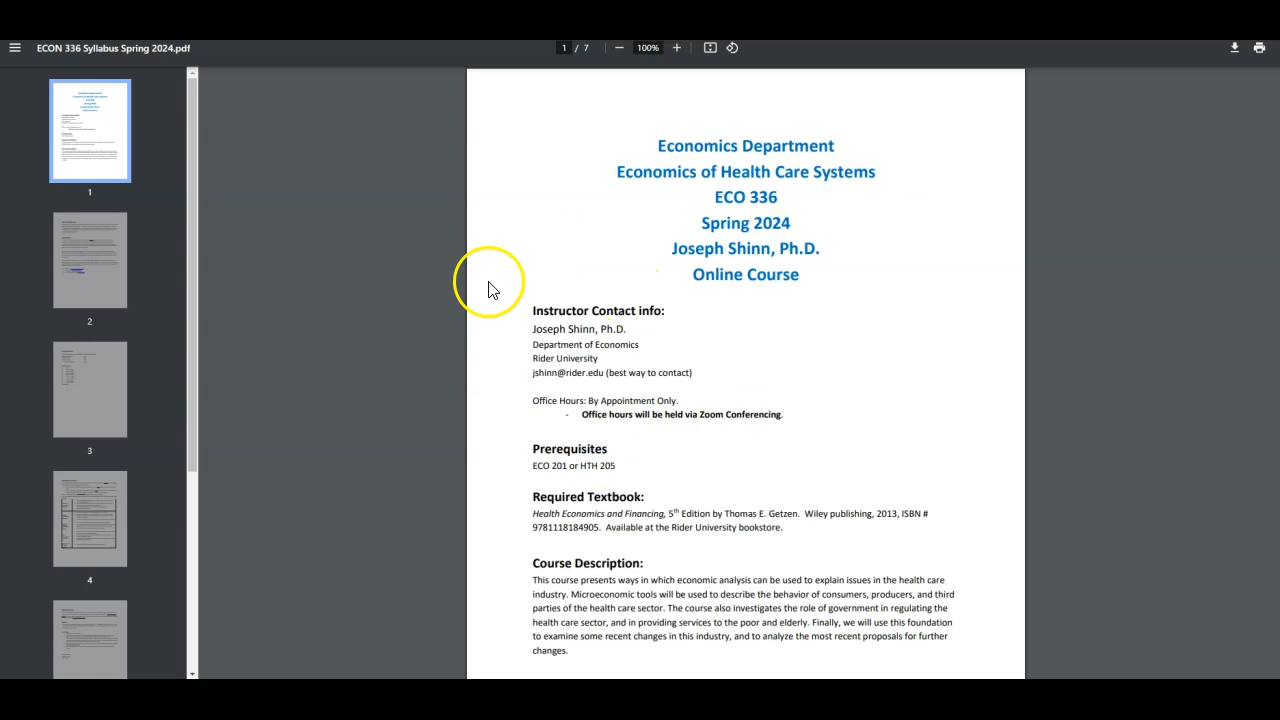 ECON 336 Syllabus Spring 2024.pdf
1 / 7
100%
Economics Department
Economics of Health Care Systems
ECO 336
Spring 2024
Joseph Shinn, Ph.D.
Online Course
Instructor Contact info:
Joseph Shinn, Ph.D.
Department of Economics
Rider University
jshinn@rider.edu (best way to contact)
Office Hours: By Appointment Only.
- Office hours will be held via Zoom Conferencing.
Prerequisites
ECO 201 or HTH 205
Required Textbook:
Health Economics and Financing, 5th Edition by Thomas E. Getzen. Wiley publishing, 2013, ISBN #
9781118184905. Available at the Rider University bookstore.
Course Description:
This course presents ways in which economic analysis can be used to explain issues in the health care
industry. Microeconomic tools will be used to describe the behavior of consumers, producers, and third
parties of the health care sector. The course also investigates the role of government in regulating the
health care sector, and in providing services to the poor and elderly. Finally, we will use this foundation
to examine some recent changes in this industry, and to analyze the most recent proposals for further
changes.
1
2
3
4